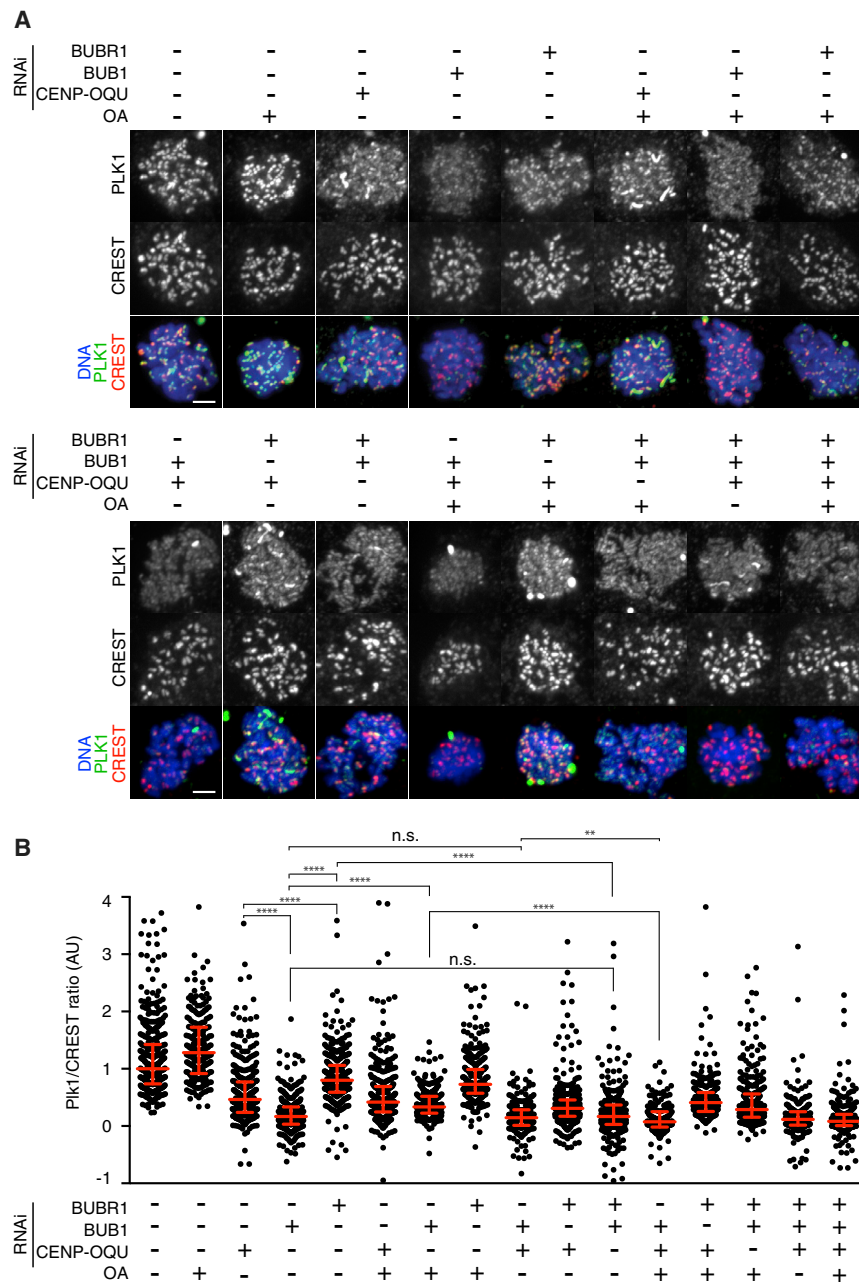 A
RNAi
BUBR1 - - - - + - - +
BUB1 - - - + - - + -
CENP-OQU - - + - - + - -
OA - + - - - + + +
PLK1
CREST
DNA
PLK1
CREST
RNAi
BUBR1 - + + - + + + +
BUB1 + - + + - + + +
CENP-OQU + + - + + - + +
OA - - - + + + - +
PLK1
CREST
DNA
PLK1
CREST
B
n.s.
**
****
****
****
****
****
****
n.s.
Plk1/CREST ratio (AU)
4
3
2
1
0
-1
RNAi
BUBR1 - - - - + - - + - + + - + + + +
BUB1 - - - + - - + - + - + + - + + +
CENP-OQU - - + - - + - - + + - + + - + +
OA - + - - - + + + - - - + + + - +